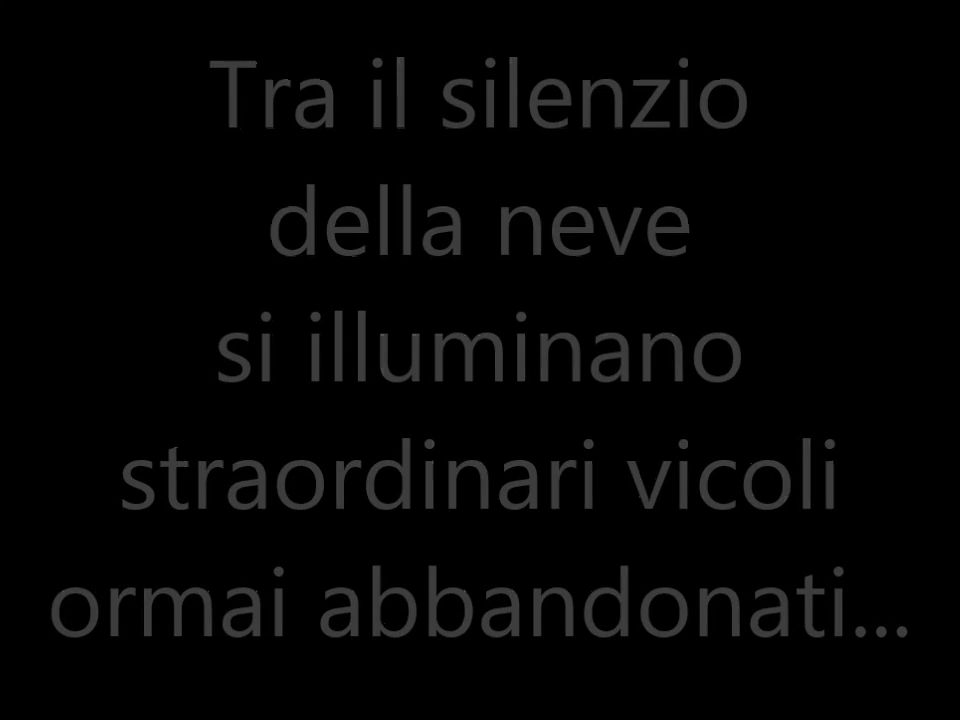 Tra il silenzio
della neve
si illuminano
straordinari vicoli
ormai abbandonati...